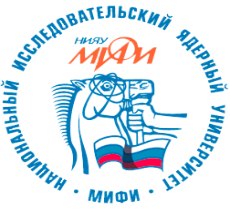 НАЦИОНАЛЬНЫЙ ИССЛЕДОВАТЕЛЬСКИЙ ЯДЕРНЫЙ УНИВЕРСИТЕТ
НИЯУ
МИФИ
• МИФИ •